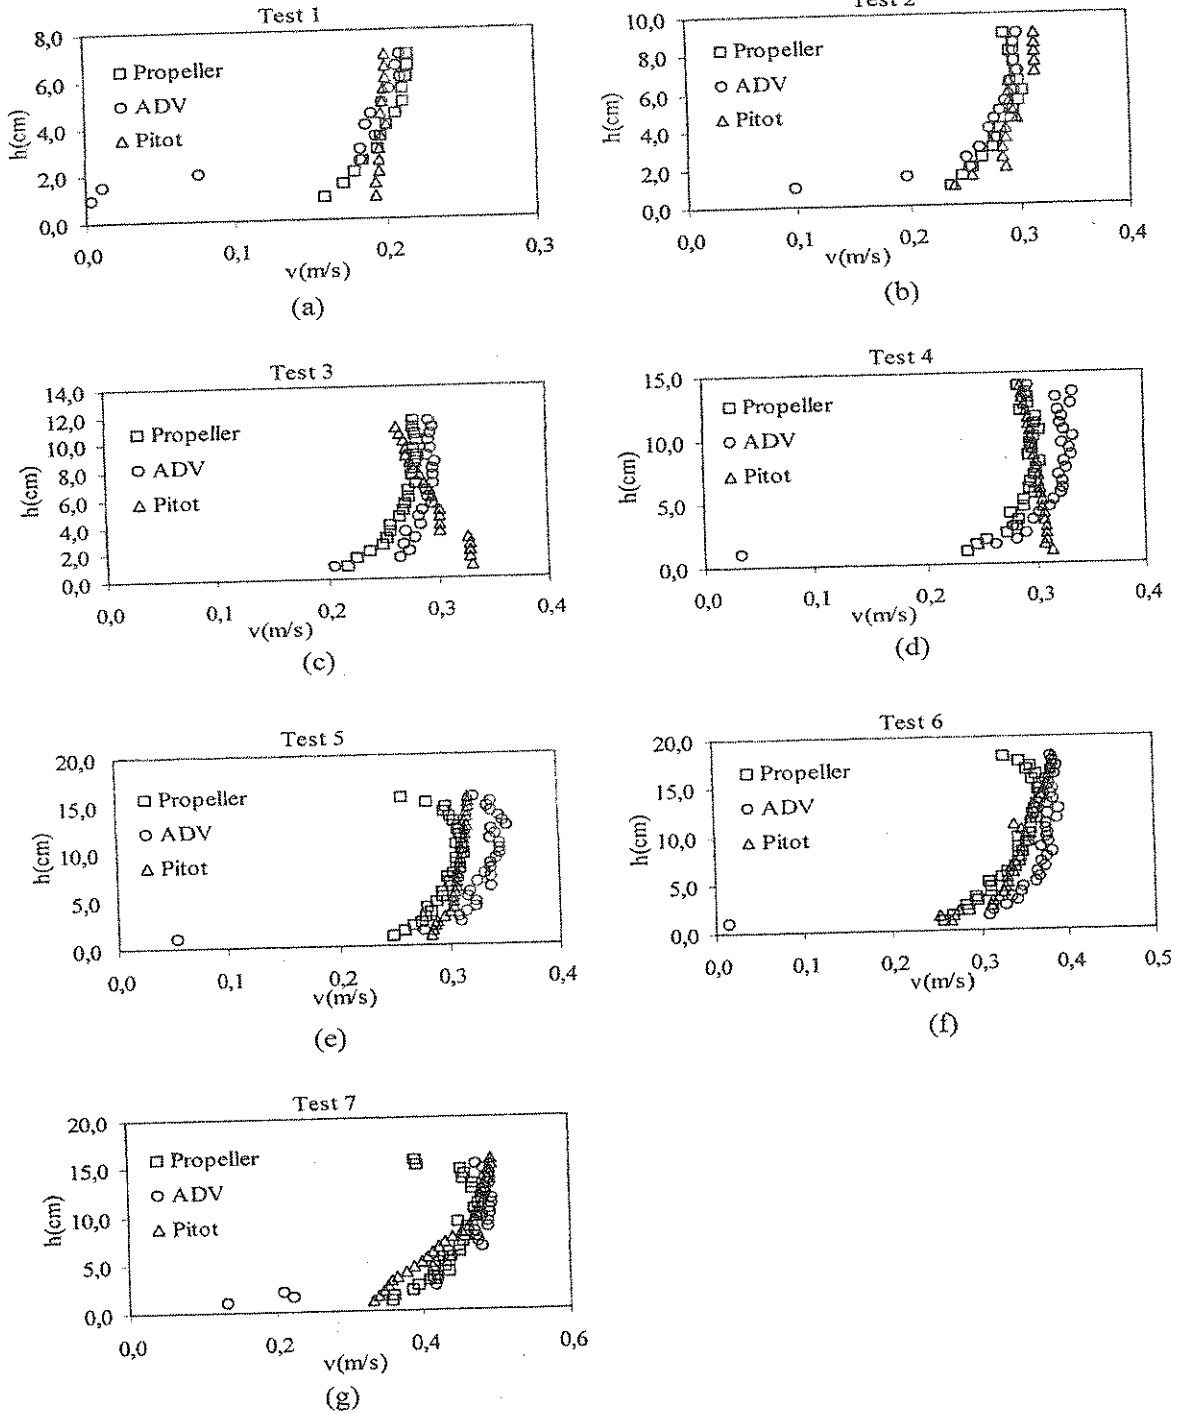 Test 1
8,0
6,0
4,0
2,0
0,0
h(cm)
Propeller
ADV
Pitot
0,0 0,1 0,2 0,3
v(m/s)
(a)
Test 2
10,0
8,0
6,0
4,0
2,0
0,0
h(cm)
Propeller
ADV
Pitot
0,0 0,1 0,2 0,3 0,4
v(m/s)
(b)
Test 3
14,0
12,0
10,0
8,0
6,0
4,0
2,0
0,0
h(cm)
Propeller
ADV
Pitot
0,0 0,1 0,2 0,3 0,4
v(m/s)
(c)
Test 4
15,0
10,0
5,0
0,0
h(cm)
Propeller
ADV
Pitot
0,0 0,1 0,2 0,3 0,4
v(m/s)
(d)
Test 5
20,0
15,0
10,0
5,0
0,0
h(cm)
Propeller
ADV
Pitot
0,0 0,1 0,2 0,3 0,4
v(m/s)
(e)
Test 6
20,0
15,0
10,0
5,0
0,0
h(cm)
Propeller
ADV
Pitot
0,0 0,1 0,2 0,3 0,4 0,5
v(m/s)
(f)
Test 7
20,0
15,0
10,0
5,0
0,0
h(cm)
Propeller
ADV
Pitot
0,0 0,2 0,4 0,6
v(m/s)
(g)